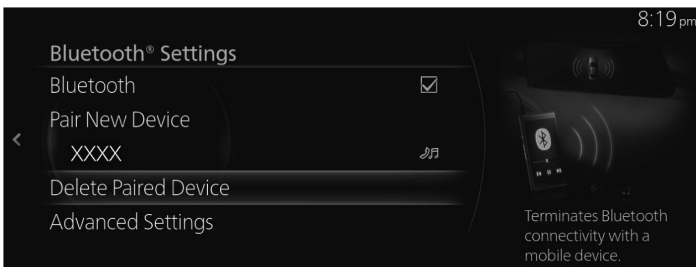 8:19 pm
Bluetooth® Settings
Bluetooth
Pair New Device
XXXX
Delete Paired Device
Advanced Settings
Terminates Bluetooth
connectivity with a
mobile device.